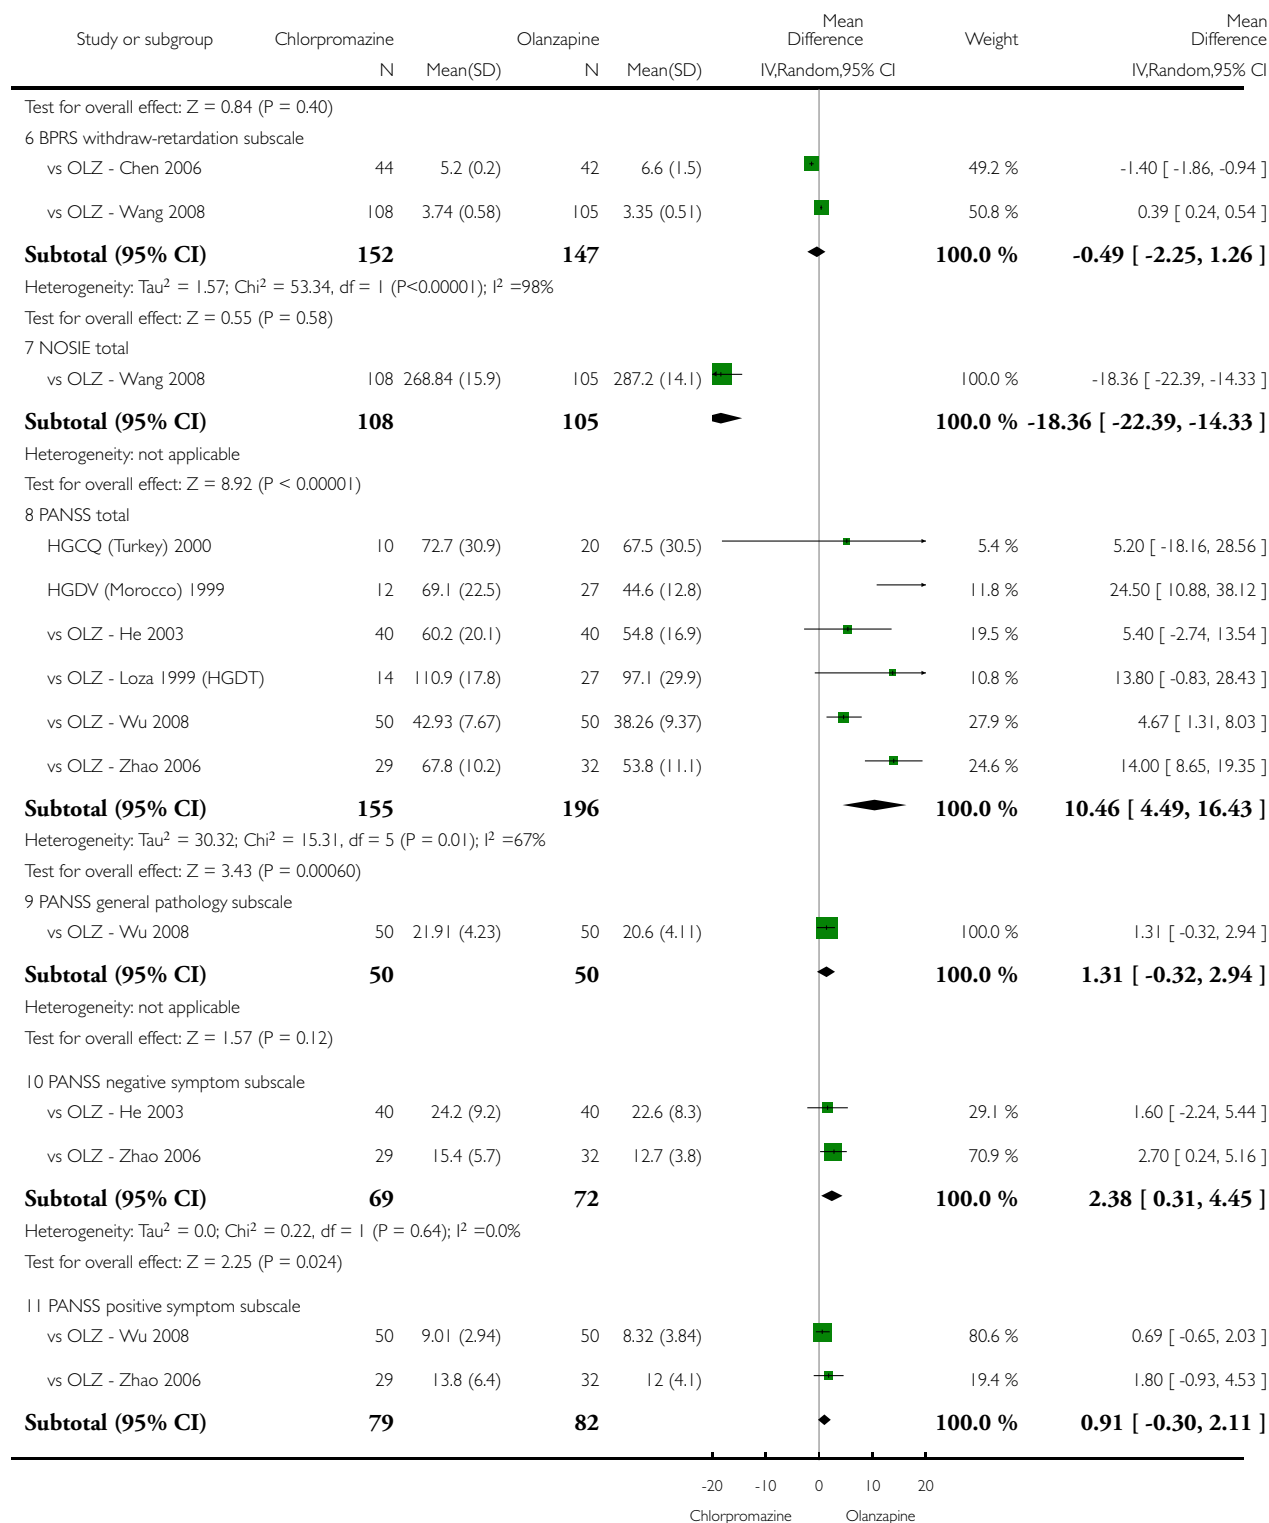 Study or subgroup Chlorpromazine Olanzapine Mean Difference Weight Mean Difference
N Mean(SD) N Mean(SD) IV,Random,95% CI IV,Random,95% CI
Test for overall effect: Z = 0.84 (P = 0.40)
6 BPRS withdraw-retardation subscale
vs OLZ - Chen 2006 44 5.2 (0.2) 42 6.6 (1.5) 49.2 % -1.40 [ -1.86, -0.94 ]
vs OLZ - Wang 2008 108 3.74 (0.58) 105 3.35 (0.51) 50.8 % 0.39 [ 0.24, 0.54 ]
Subtotal (95% CI) 152 147 100.0 % -0.49 [ -2.25, 1.26 ]
Heterogeneity: Tau² = 1.57; Chi² = 53.34, df = 1 (P<0.00001); I² =98%
Test for overall effect: Z = 0.55 (P = 0.58)
7 NOSIE total
vs OLZ - Wang 2008 108 268.84 (15.9) 105 287.2 (14.1) 100.0 % -18.36 [ -22.39, -14.33 ]
Subtotal (95% CI) 108 105 100.0 % -18.36 [ -22.39, -14.33 ]
Heterogeneity: not applicable
Test for overall effect: Z = 8.92 (P < 0.00001)
8 PANSS total
HGCQ (Turkey) 2000 10 72.7 (30.9) 20 67.5 (30.5) 5.4 % 5.20 [ -18.16, 28.56 ]
HGDV (Morocco) 1999 12 69.1 (22.5) 27 44.6 (12.8) 11.8 % 24.50 [ 10.88, 38.12 ]
vs OLZ - He 2003 40 60.2 (20.1) 40 54.8 (16.9) 19.5 % 5.40 [ -2.74, 13.54 ]
vs OLZ - Loza 1999 (HGDT) 14 110.9 (17.8) 27 97.1 (29.9) 10.8 % 13.80 [ -0.83, 28.43 ]
vs OLZ - Wu 2008 50 42.93 (7.67) 50 38.26 (9.37) 27.9 % 4.67 [ 1.31, 8.03 ]
vs OLZ - Zhao 2006 29 67.8 (10.2) 32 53.8 (11.1) 24.6 % 14.00 [ 8.65, 19.35 ]
Subtotal (95% CI) 155 196 100.0 % 10.46 [ 4.49, 16.43 ]
Heterogeneity: Tau² = 30.32; Chi² = 15.31, df = 5 (P = 0.01); I² =67%
Test for overall effect: Z = 3.43 (P = 0.00060)
9 PANSS general pathology subscale
vs OLZ - Wu 2008 50 21.91 (4.23) 50 20.6 (4.11) 100.0 % 1.31 [ -0.32, 2.94 ]
Subtotal (95% CI) 50 50 100.0 % 1.31 [ -0.32, 2.94 ]
Heterogeneity: not applicable
Test for overall effect: Z = 1.57 (P = 0.12)
10 PANSS negative symptom subscale
vs OLZ - He 2003 40 24.2 (9.2) 40 22.6 (8.3) 29.1 % 1.60 [ -2.24, 5.44 ]
vs OLZ - Zhao 2006 29 15.4 (5.7) 32 12.7 (3.8) 70.9 % 2.70 [ 0.24, 5.16 ]
Subtotal (95% CI) 69 72 100.0 % 2.38 [ 0.31, 4.45 ]
Heterogeneity: Tau² = 0.0; Chi² = 0.22, df = 1 (P = 0.64); I² =0.0%
Test for overall effect: Z = 2.25 (P = 0.024)
11 PANSS positive symptom subscale
vs OLZ - Wu 2008 50 9.01 (2.94) 50 8.32 (3.84) 80.6 % 0.69 [ -0.65, 2.03 ]
vs OLZ - Zhao 2006 29 13.8 (6.4) 32 12 (4.1) 19.4 % 1.80 [ -0.93, 4.53 ]
Subtotal (95% CI) 79 82 100.0 % 0.91 [ -0.30, 2.11 ]
-20 -10 0 10 20
Chlorpromazine Olanzapine